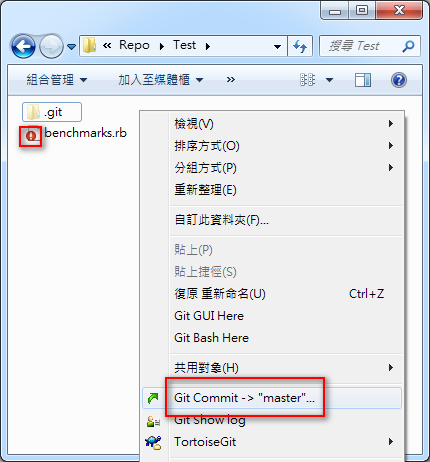 « Repo ▸ Test ▸
搜尋 Test
組合管理 ▼ 加入至媒體櫃 ▼ »
.git
benchmarks.rb
檢視(V)
排序方式(O)
分組方式(P)
重新整理(E)
自訂此資料夾(F)...
貼上(P)
貼上捷徑(S)
復原 重新命名(U) Ctrl+Z
Git GUI Here
Git Bash Here
共用對象(H)
Git Commit -> "master"...
Git Show log
TortoiseGit